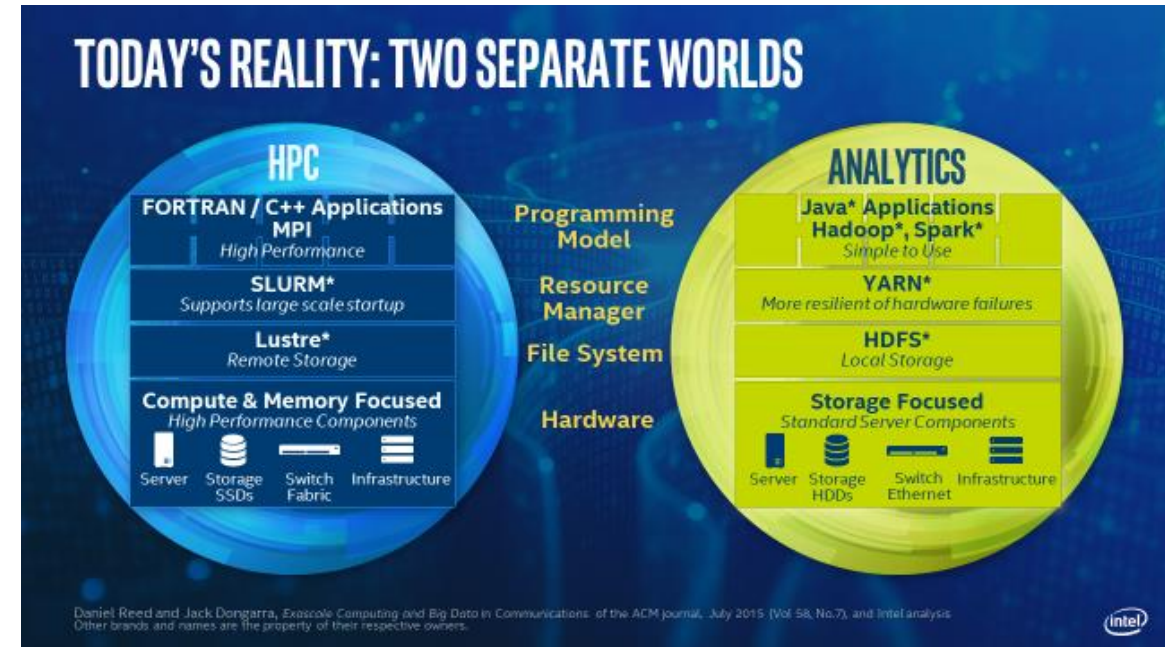 TODAY'S REALITY: TWO SEPARATE WORLDS
HPC
FORTRAN / C++ Applications
MPI
High Performance
SLURM*
Supports large scale startup
Lustre*
Remote Storage
Compute & Memory Focused
High Performance Components
Server
Storage
SSDs
Switch
Fabric
Infrastructure
Programming
Model
Resource
Manager
File System
Hardware
ANALYTICS
Java* Applications
Hadoop*, Spark*
Simple to Use
YARN*
More resilient of hardware failures
HDFS*
Local Storage
Storage Focused
Standard Server Components
Server
Storage
HDDs
Switch
Ethernet
Infrastructure
Daniel Reed and Jack Dongarra, Exascale Computing and Big Data in Communications of the ACM journal, July 2015 (Vol 58, No.7), and Intel analysis
Other brands and names are the property of their respective owners.
intel